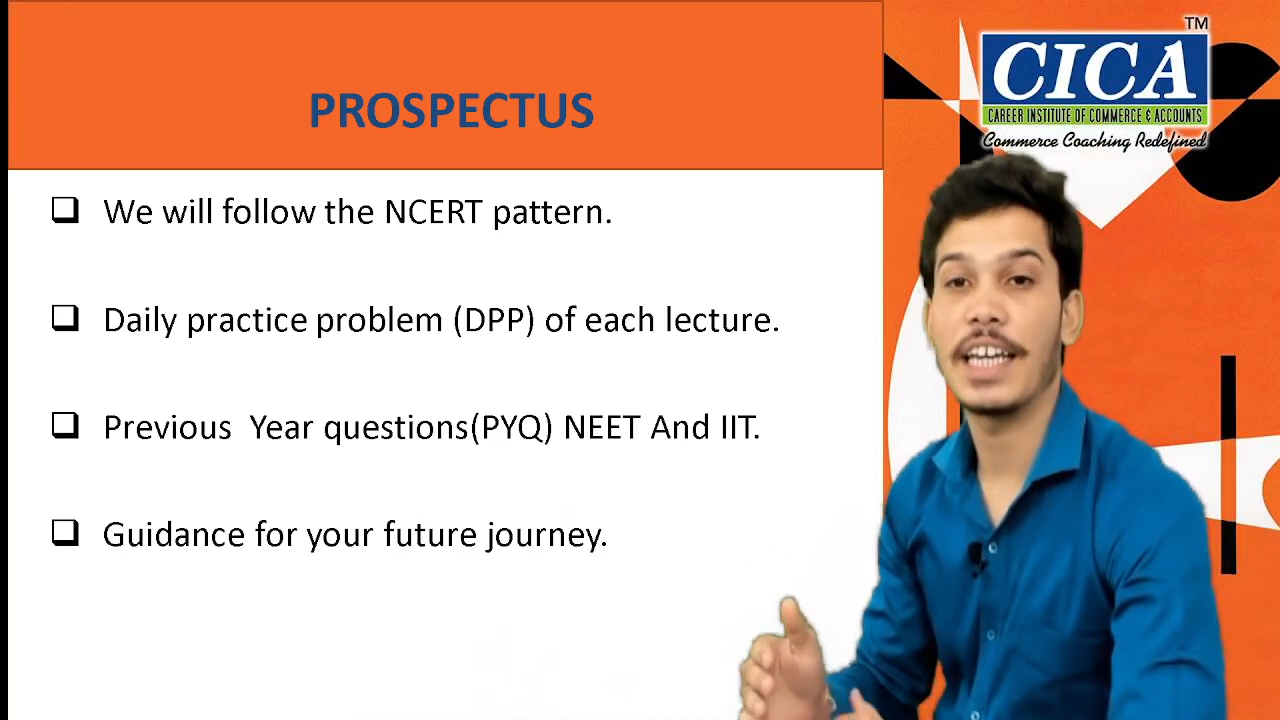 PROSPECTUS
We will follow the NCERT pattern.
Daily practice problem (DPP) of each lecture.
Previous  Year questions(PYQ) NEET And IIT.
Guidance for your future journey.
TM
CICA
CAREER INSTITUTE OF COMMERCE & ACCOUNTS
Commerce Coaching Redefined